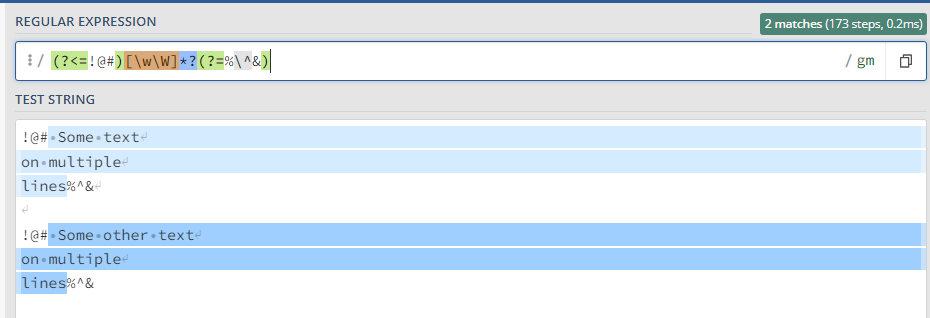 REGULAR EXPRESSION
2 matches (173 steps, 0.2ms)
/ (?<=!@#)[\w\W]*?(?=%\^&) / gm
TEST STRING
!@#·Some·text↵
on·multiple↵
lines%^&↵
↵
!@#·Some·other·text↵
on·multiple↵
lines%^&